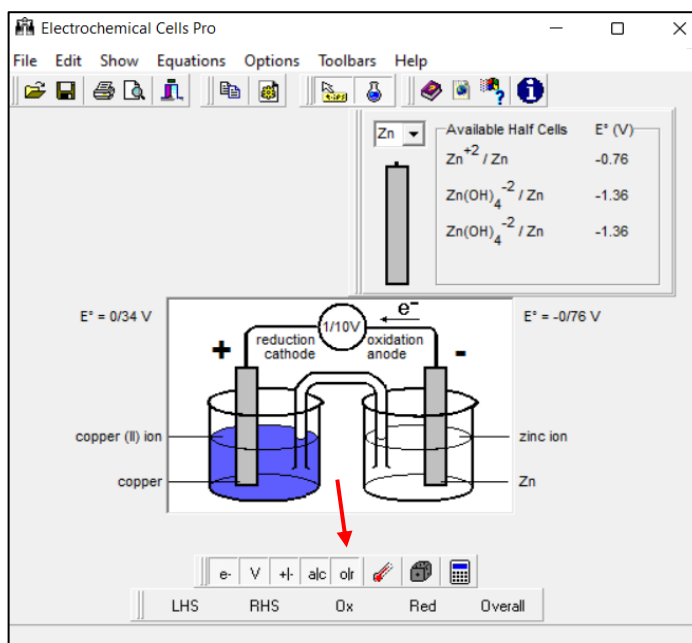 Electrochemical Cells Pro
File Edit Show Equations Options Toolbars Help
Zn
Available Half Cells E° (V)
Zn+2 / Zn -0.76
Zn(OH)4-2 / Zn -1.36
Zn(OH)4-2 / Zn -1.36
E° = 0/34 V
E° = -0/76 V
e-
1/10V
reduction cathode
oxidation anode
+
-
copper (II) ion
zinc ion
copper
Zn
e- V +|- a|c o|r
LHS RHS Ox Red Overall